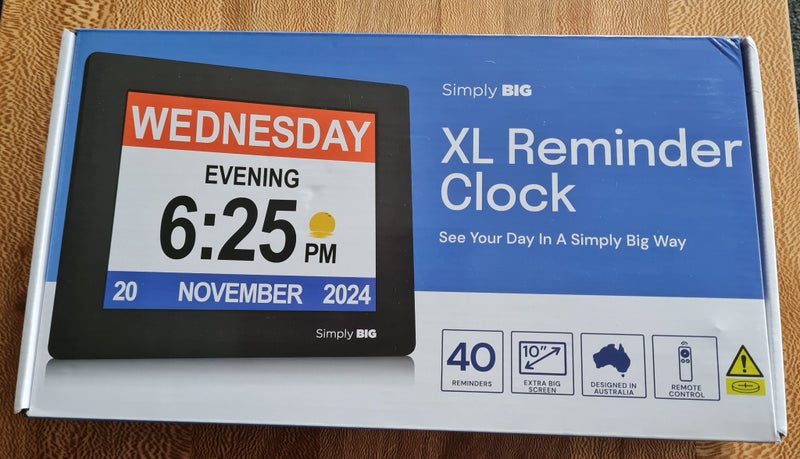 WEDNESDAY
EVENING
6:25 PM
20 NOVEMBER 2024
Simply BIG
Simply BIG
XL Reminder
Clock
See Your Day In A Simply Big Way
40
REMINDERS
10"
EXTRA BIG
SCREEN
DESIGNED IN
AUSTRALIA
REMOTE
CONTROL